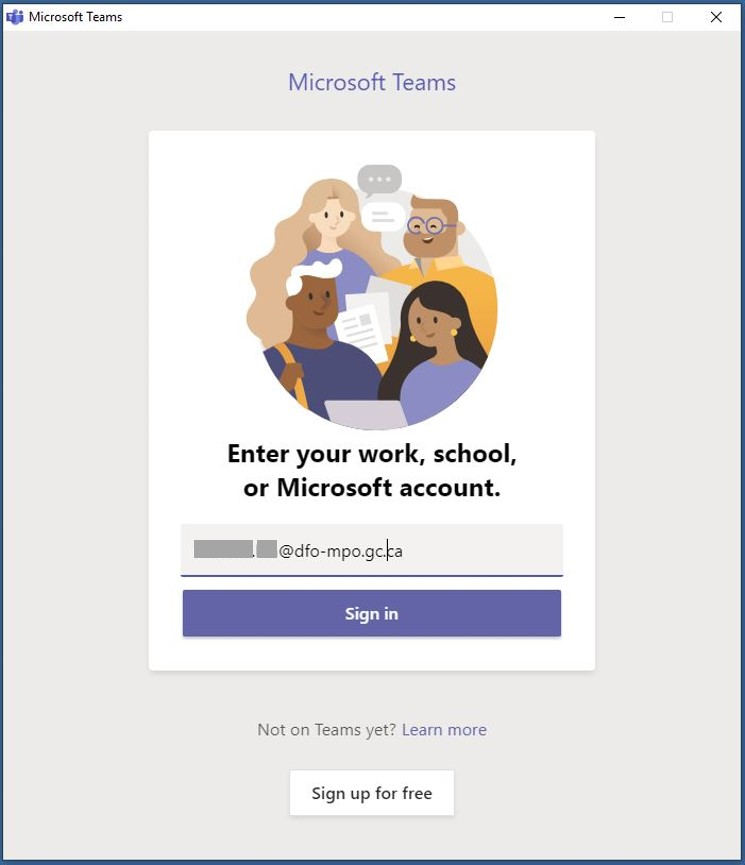 Microsoft Teams
Microsoft Teams
Enter your work, school,
or Microsoft account.
. @dfo-mpo.gc.ca
Sign in
Not on Teams yet? Learn more
Sign up for free